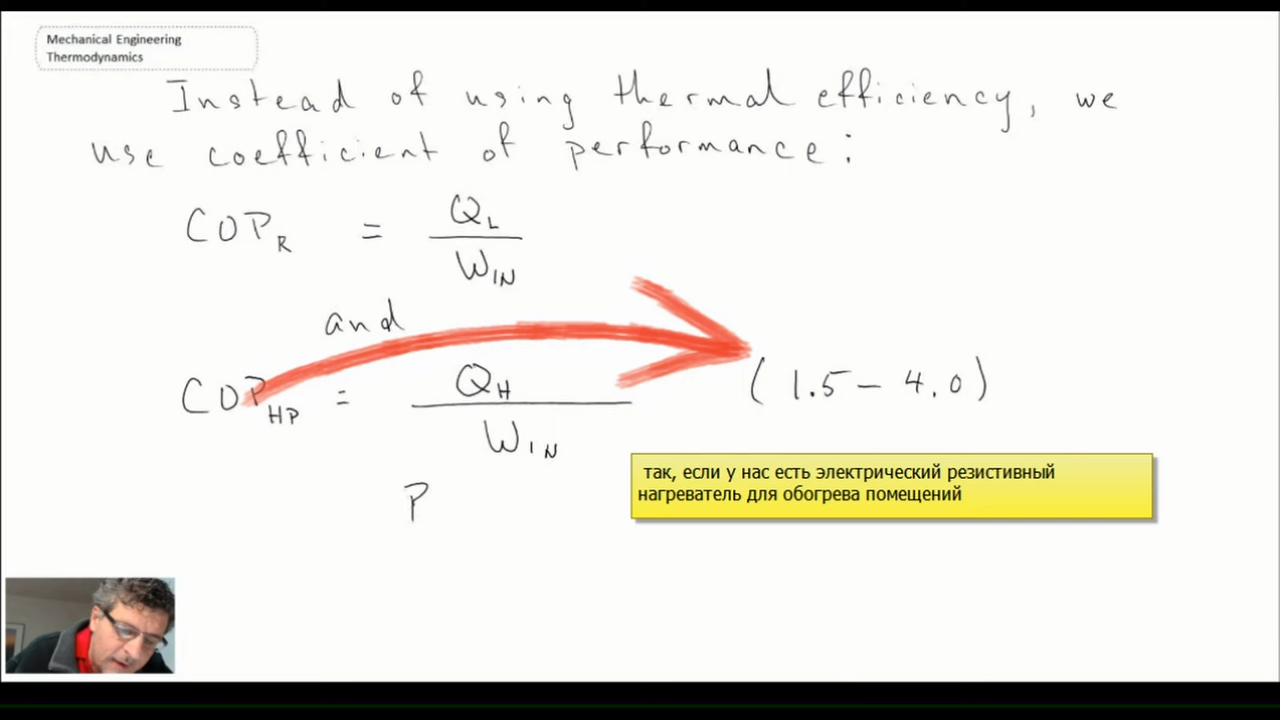 Mechanical Engineering
Thermodynamics
Instead of using thermal efficiency, we
use coefficient of performance:
COP_R = Q_L / W_IN
and
COP_HP = Q_H / W_IN (1.5 – 4.0)
P
так, если у нас есть электрический резистивный
нагреватель для обогрева помещений